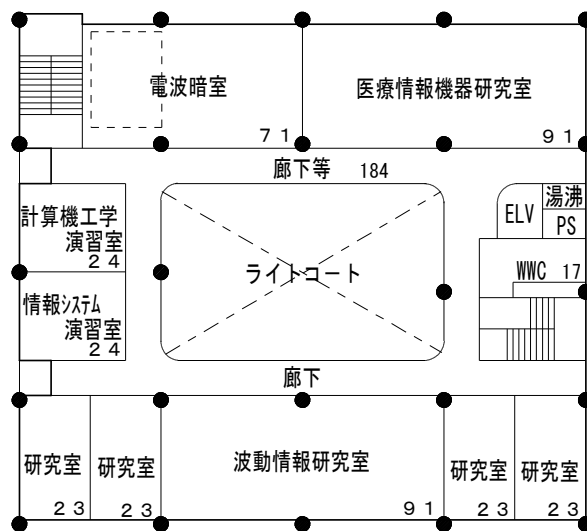 電波暗室
71
医療情報機器研究室
91
廊下等 184
計算機工学
演習室
24
ELV
湯沸
PS
ライトコート
WWC 17
情報システム
演習室
24
廊下
研究室
23
研究室
23
波動情報研究室
91
研究室
23
研究室
23